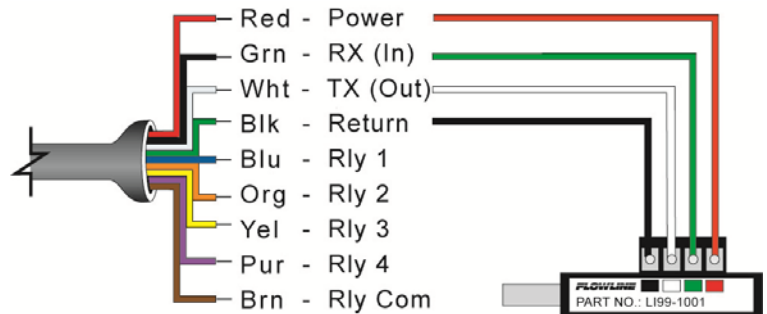 Red - Power
Grn - RX (In)
Wht - TX (Out)
Blk - Return
Blu - Rly 1
Org - Rly 2
Yel - Rly 3
Pur - Rly 4
Brn - Rly Com
FLOWLINE
PART NO.: LI99-1001